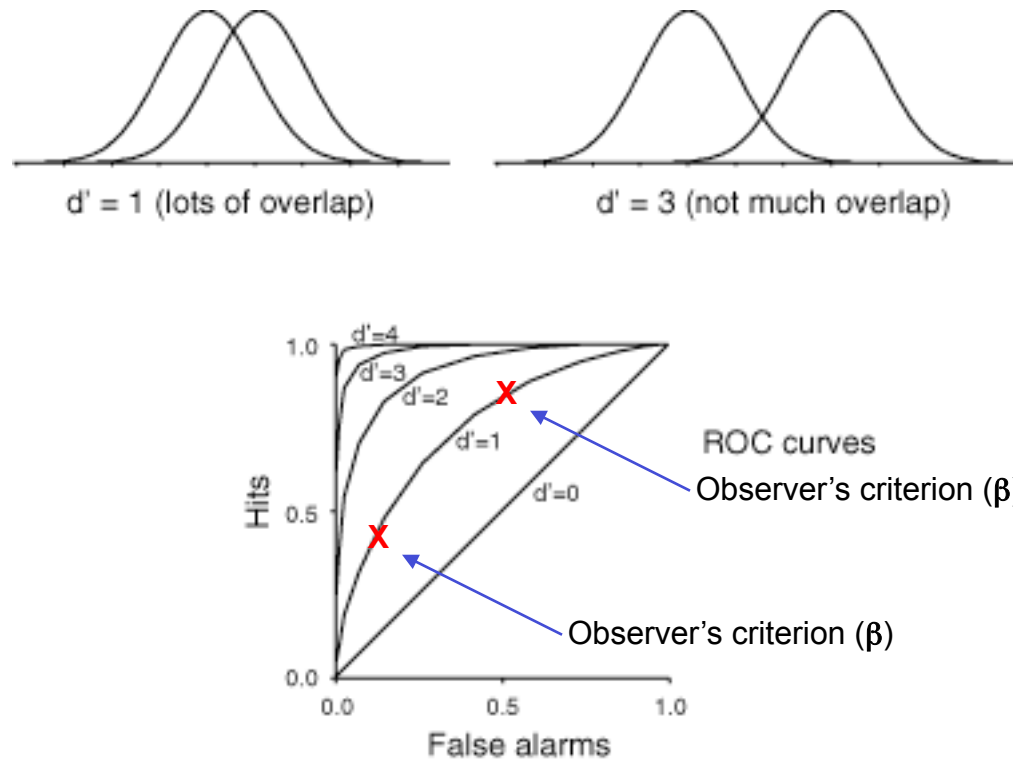 d' = 1 (lots of overlap)
d' = 3 (not much overlap)
d'=4
1.0
d'=3
d'=2
X
d'=1
ROC curves
Observer's criterion (β)
d'=0
Hits
0.5
X
Observer's criterion (β)
0.0
0.0
0.5
1.0
False alarms